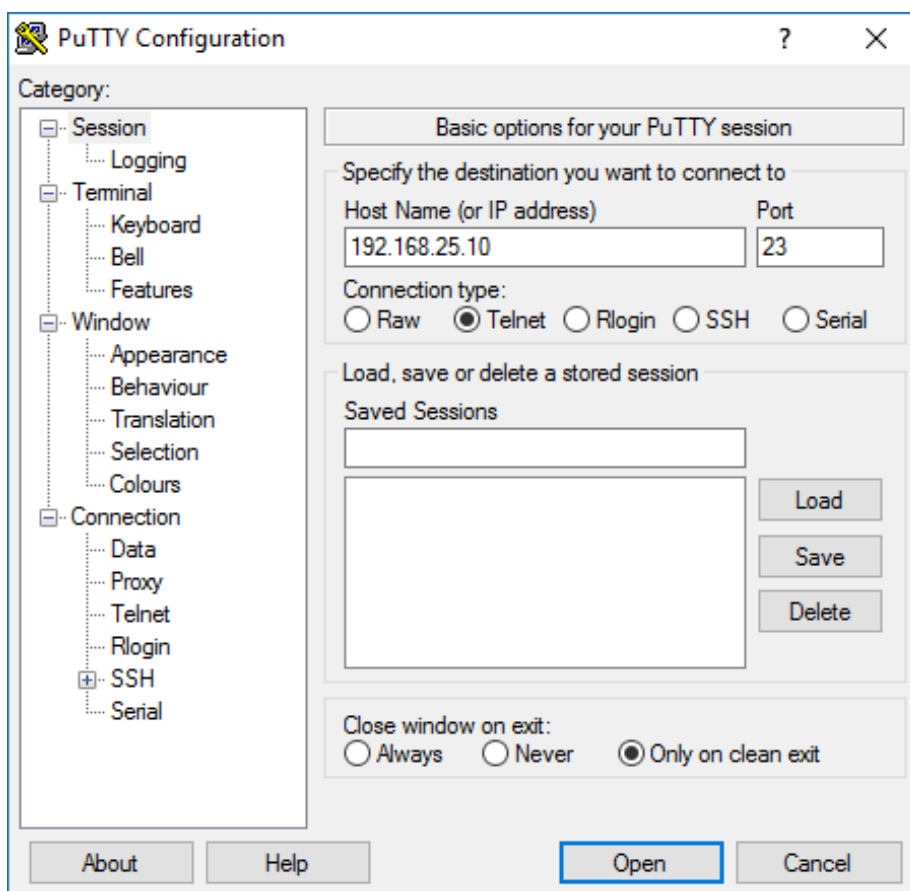 PuTTY Configuration
?
Category:
Session
Logging
Terminal
Keyboard
Bell
Features
Window
Appearance
Behaviour
Translation
Selection
Colours
Connection
Data
Proxy
Telnet
Rlogin
SSH
Serial
Basic options for your PuTTY session
Specify the destination you want to connect to
Host Name (or IP address) Port
192.168.25.10 23
Connection type:
Raw Telnet Rlogin SSH Serial
Load, save or delete a stored session
Saved Sessions
Load
Save
Delete
Close window on exit:
Always Never Only on clean exit
About Help Open Cancel